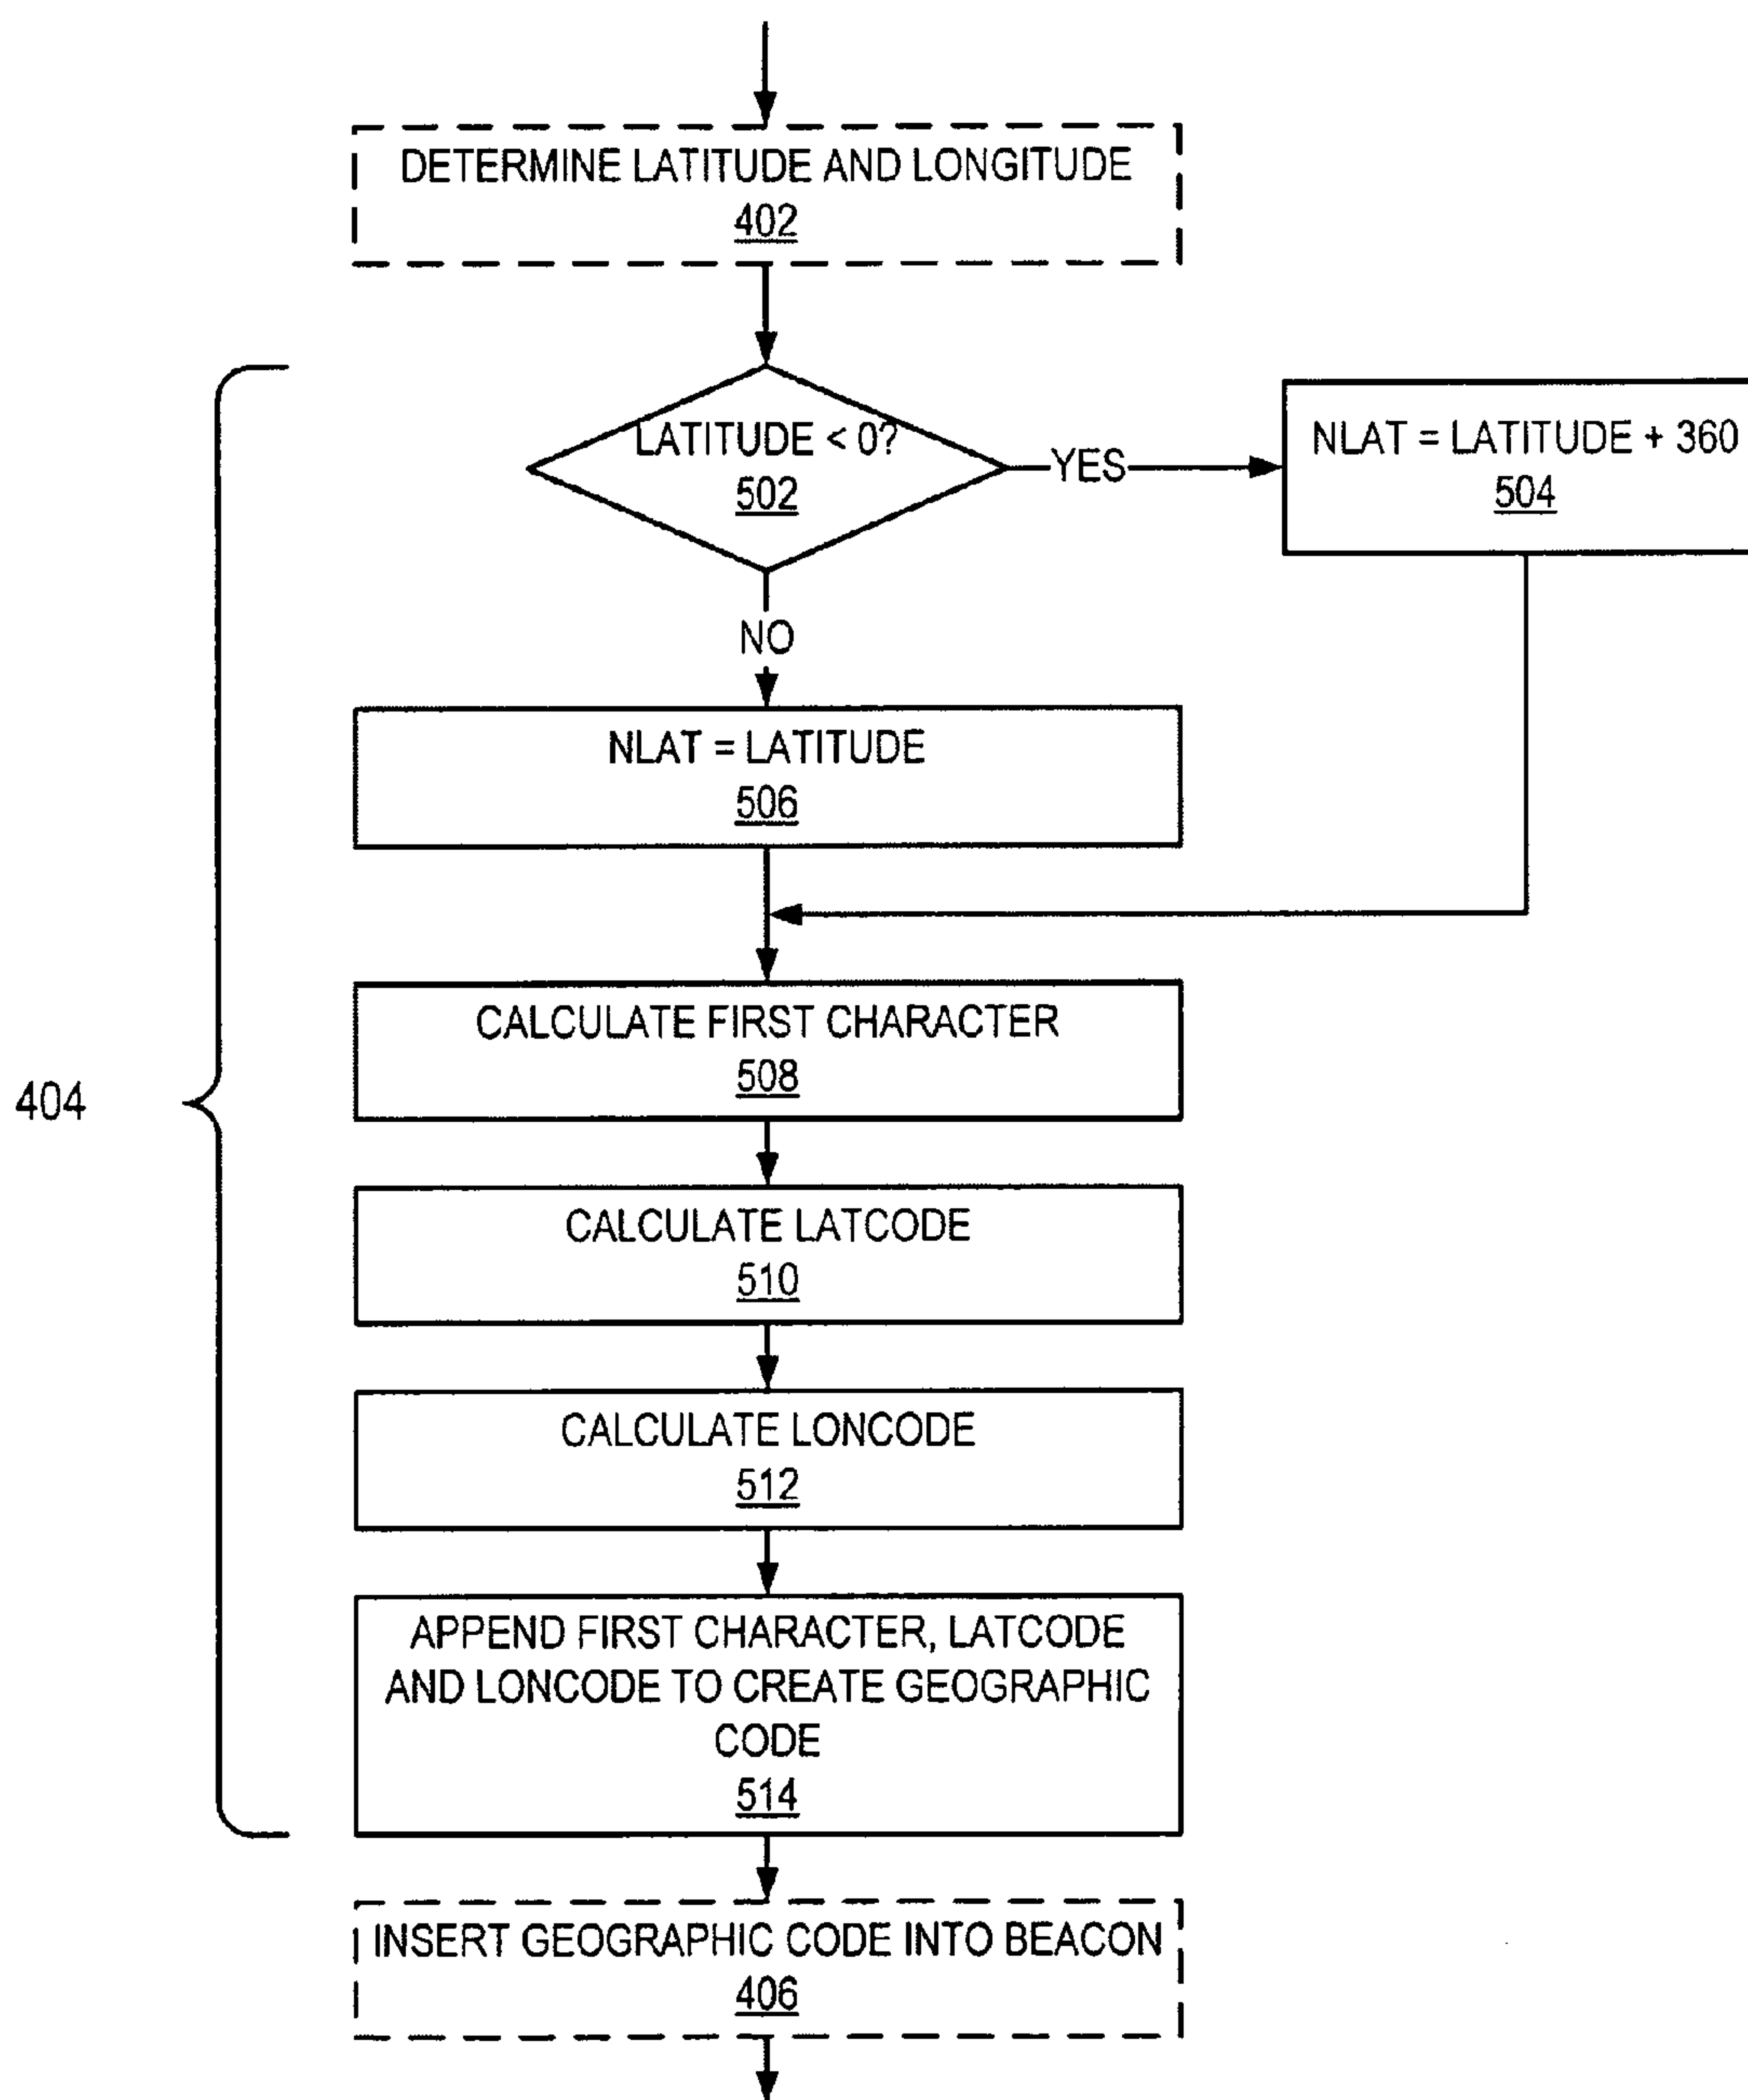 DETERMINE LATITUDE AND LONGITUDE
402
LATITUDE < 0?
502
YES
NLAT = LATITUDE + 360
504
NO
NLAT = LATITUDE
506
CALCULATE FIRST CHARACTER
508
404
CALCULATE LATCODE
510
CALCULATE LONCODE
512
APPEND FIRST CHARACTER, LATCODE
AND LONCODE TO CREATE GEOGRAPHIC
CODE
514
INSERT GEOGRAPHIC CODE INTO BEACON
406